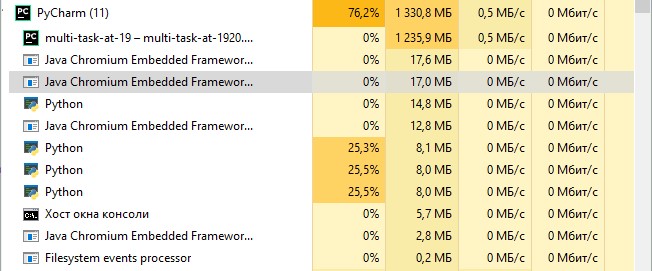 PyCharm (11) 76,2% 1 330,8 МБ 0,5 МБ/с 0 Мбит/с
multi-task-at-19 – multi-task-at-1920.... 0% 1 235,9 МБ 0,5 МБ/с 0 Мбит/с
Java Chromium Embedded Framewor... 0% 17,6 МБ 0 МБ/с 0 Мбит/с
Java Chromium Embedded Framewor... 0% 17,0 МБ 0 МБ/с 0 Мбит/с
Python 0% 14,8 МБ 0 МБ/с 0 Мбит/с
Java Chromium Embedded Framewor... 0% 12,8 МБ 0 МБ/с 0 Мбит/с
Python 25,3% 8,1 МБ 0 МБ/с 0 Мбит/с
Python 25,5% 8,0 МБ 0 МБ/с 0 Мбит/с
Python 25,5% 8,0 МБ 0 МБ/с 0 Мбит/с
Хост окна консоли 0% 5,7 МБ 0 МБ/с 0 Мбит/с
Java Chromium Embedded Framewor... 0% 2,8 МБ 0 МБ/с 0 Мбит/с
Filesystem events processor 0% 0,2 МБ 0 МБ/с 0 Мбит/с